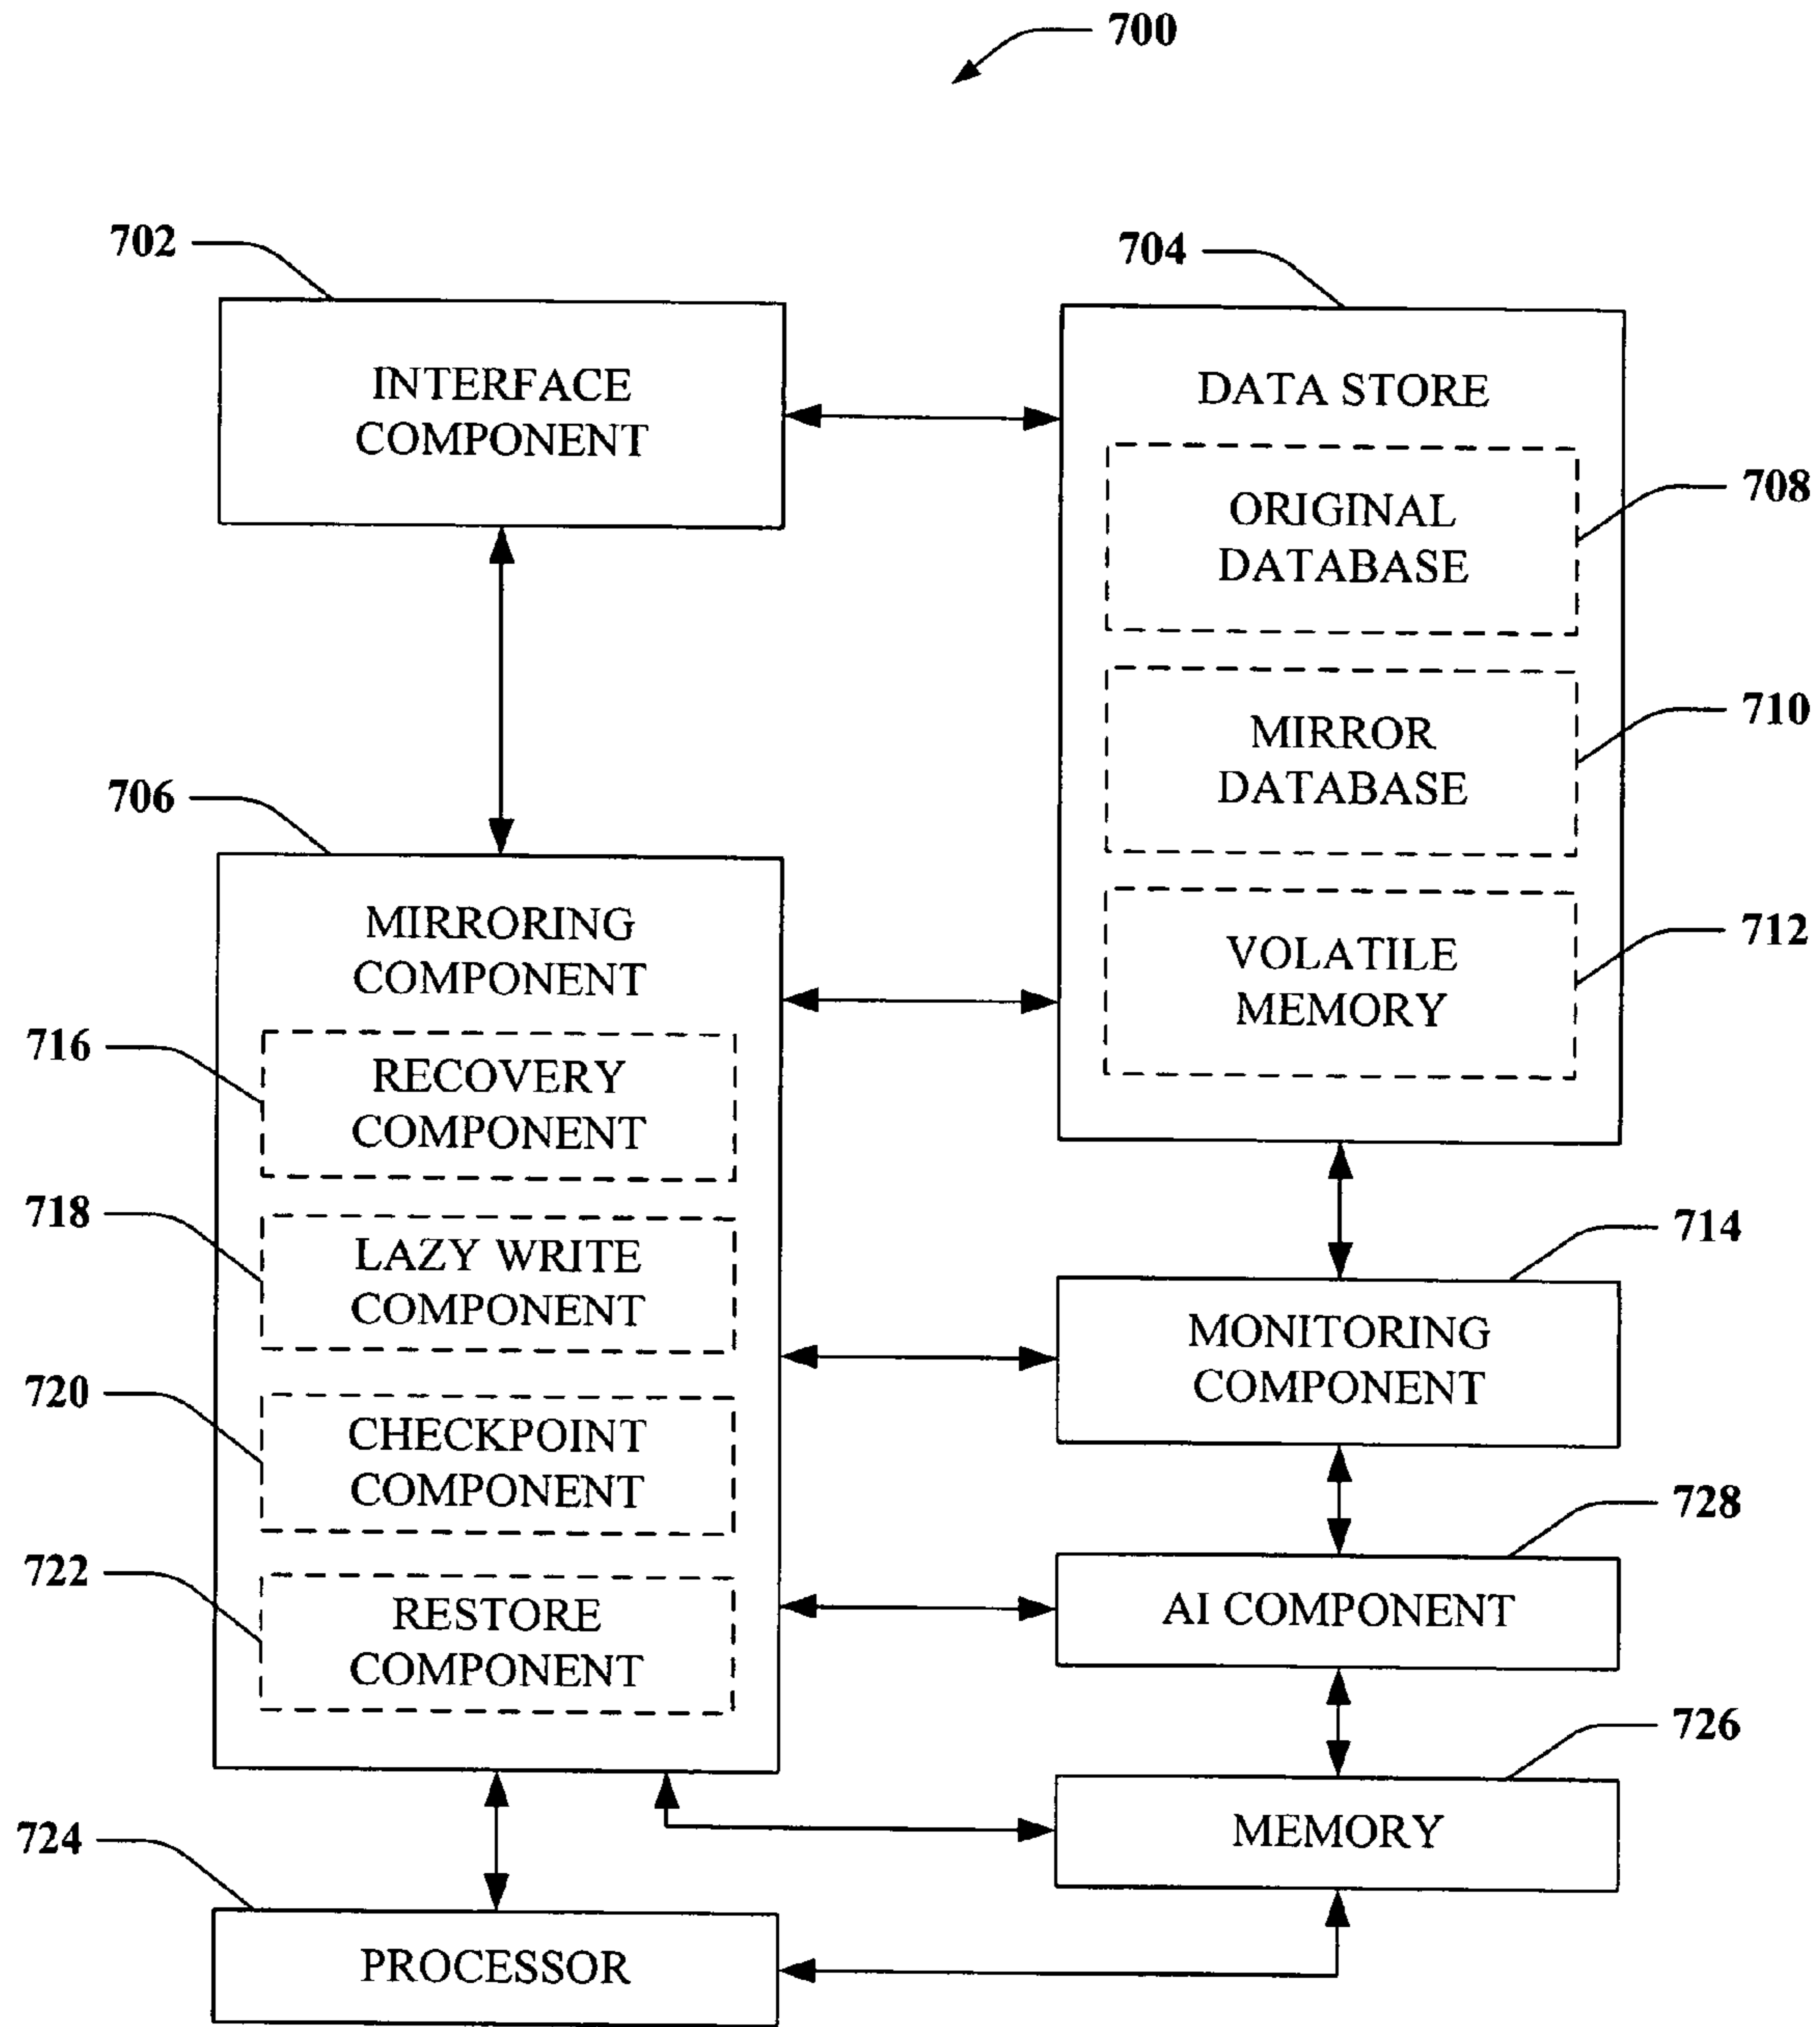 700
702
704
INTERFACE
COMPONENT
DATA STORE
ORIGINAL
DATABASE
708
MIRROR
DATABASE
710
VOLATILE
MEMORY
712
706
MIRRORING
COMPONENT
716
RECOVERY
COMPONENT
718
LAZY WRITE
COMPONENT
714
MONITORING
COMPONENT
720
CHECKPOINT
COMPONENT
728
AI COMPONENT
722
RESTORE
COMPONENT
726
MEMORY
724
PROCESSOR